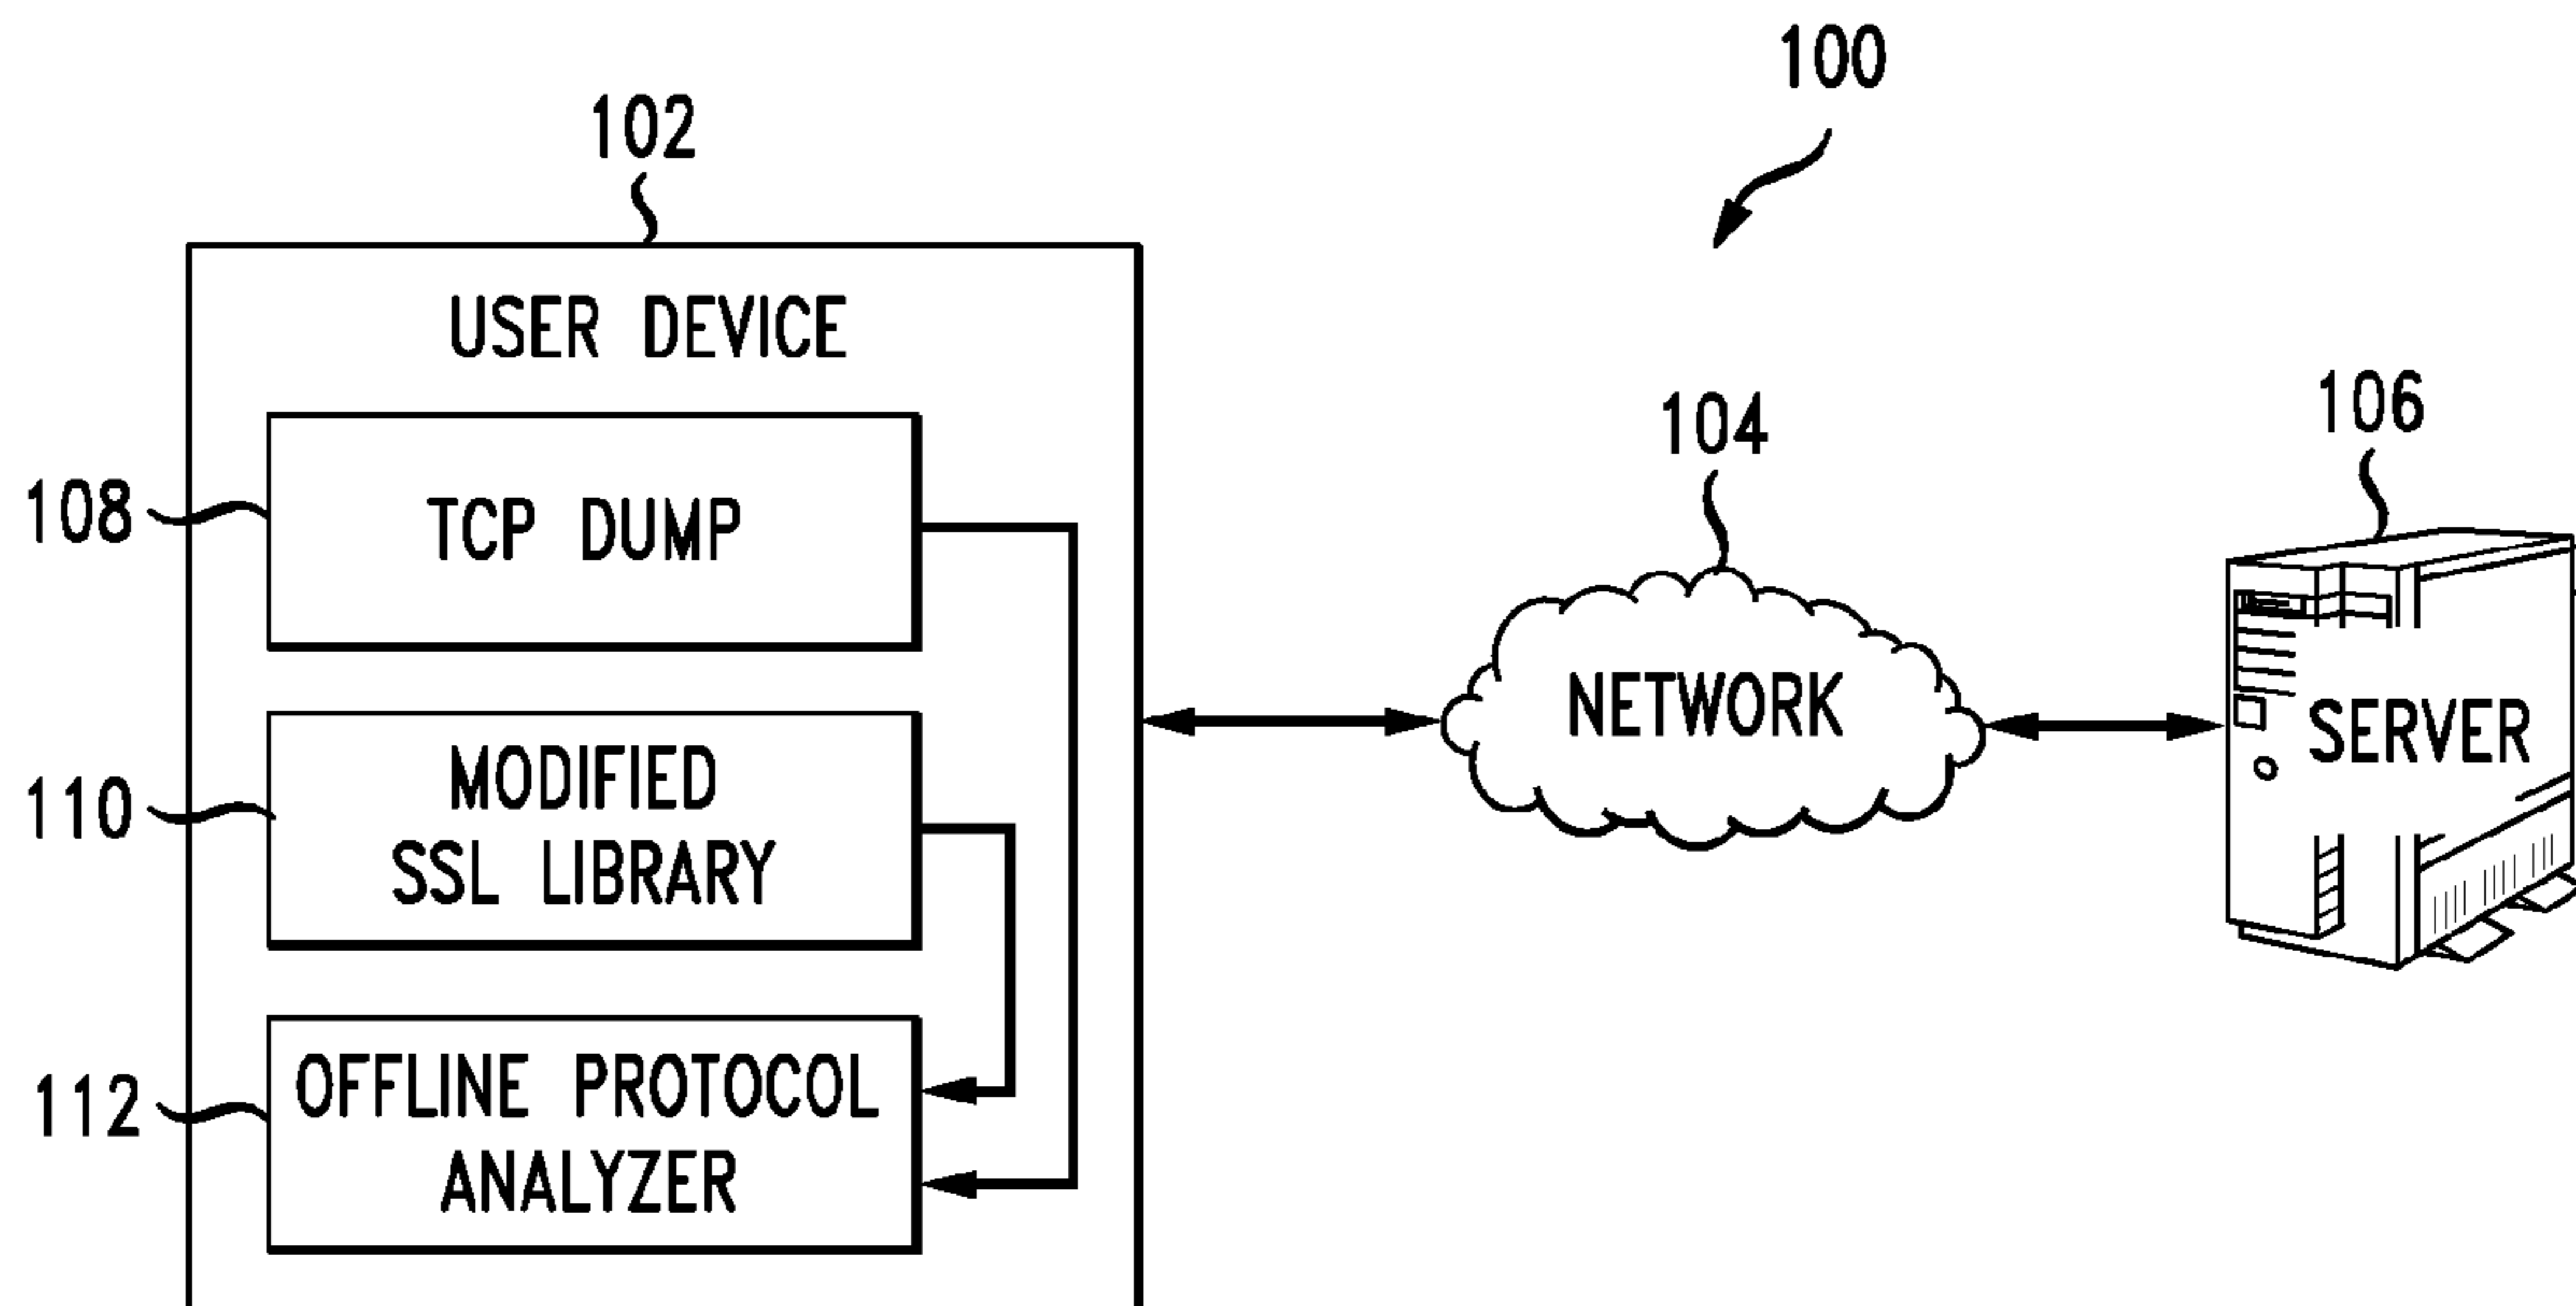 100
102
USER DEVICE
106
104
108
TCP DUMP
NETWORK
SERVER
110
MODIFIED
SSL LIBRARY
112
OFFLINE PROTOCOL
ANALYZER